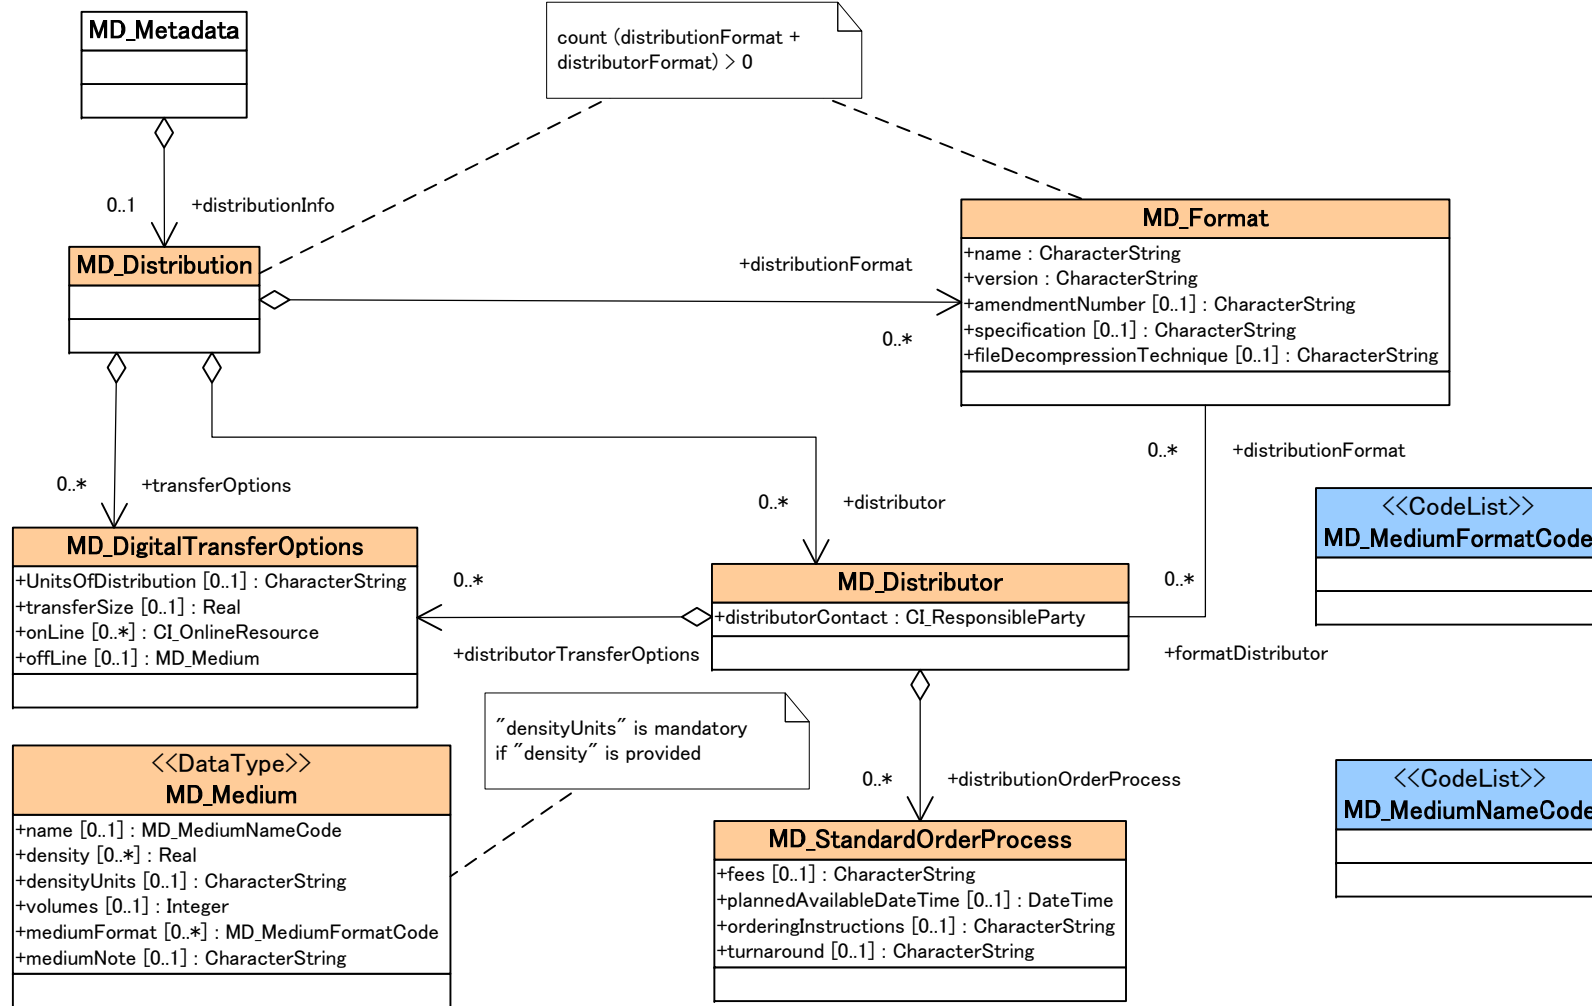 MD_Metadata
count (distributionFormat +
distributorFormat) > 0
0..1
+distributionInfo
MD_Distribution
+distributionFormat
0..*
MD_Format
+name : CharacterString
+version : CharacterString
+amendmentNumber [0..1] : CharacterString
+specification [0..1] : CharacterString
+fileDecompressionTechnique [0..1] : CharacterString
0..*
+transferOptions
0..*
+distributor
0..*
+distributionFormat
<<CodeList>>
MD_MediumFormatCode
MD_DigitalTransferOptions
+UnitsOfDistribution [0..1] : CharacterString
+transferSize [0..1] : Real
+onLine [0..*] : CI_OnlineResource
+offLine [0..1] : MD_Medium
0..*
+distributorTransferOptions
MD_Distributor
+distributorContact : CI_ResponsibleParty
0..*
+formatDistributor
"densityUnits" is mandatory
if "density" is provided
0..*
+distributionOrderProcess
<<DataType>>
MD_Medium
+name [0..1] : MD_MediumNameCode
+density [0..*] : Real
+densityUnits [0..1] : CharacterString
+volumes [0..1] : Integer
+mediumFormat [0..*] : MD_MediumFormatCode
+mediumNote [0..1] : CharacterString
MD_StandardOrderProcess
+fees [0..1] : CharacterString
+plannedAvailableDateTime [0..1] : DateTime
+orderingInstructions [0..1] : CharacterString
+turnaround [0..1] : CharacterString
<<CodeList>>
MD_MediumNameCode